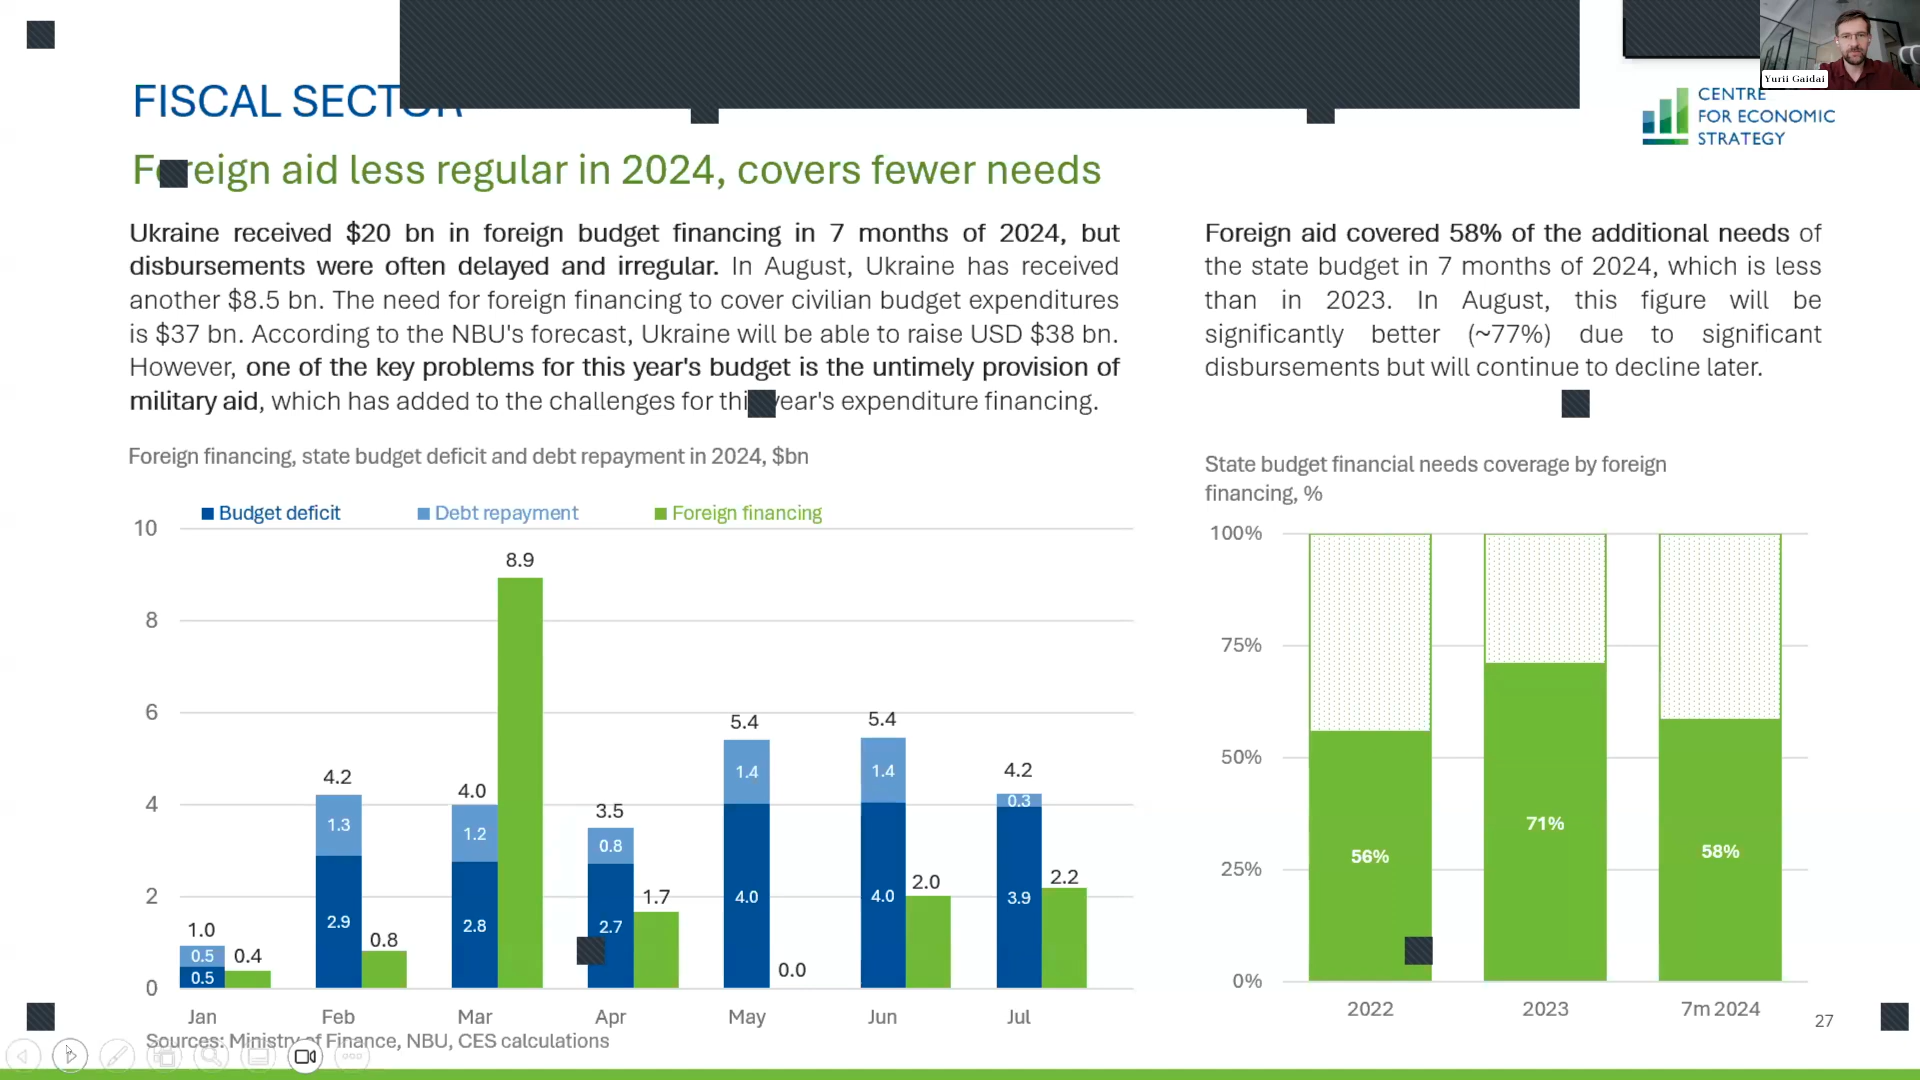 Yurii Gaidai
CENTRE
FOR ECONOMIC
STRATEGY
FISCAL SECTOR
Foreign aid less regular in 2024, covers fewer needs
Ukraine received $20 bn in foreign budget financing in 7 months of 2024, but
disbursements were often delayed and irregular. In August, Ukraine has received
another $8.5 bn. The need for foreign financing to cover civilian budget expenditures
is $37 bn. According to the NBU's forecast, Ukraine will be able to raise USD $38 bn.
However, one of the key problems for this year's budget is the untimely provision of
military aid, which has added to the challenges for this year's expenditure financing.
Foreign aid covered 58% of the additional needs of
the state budget in 7 months of 2024, which is less
than in 2023. In August, this figure will be
significantly better (~77%) due to significant
disbursements but will continue to decline later.
Foreign financing, state budget deficit and debt repayment in 2024, $bn
Budget deficit Debt repayment Foreign financing
10
8
6
4
2
0
1.0
0.5
0.5
0.4
4.2
1.3
2.9
0.8
4.0
1.2
2.8
8.9
3.5
0.8
2.7
1.7
5.4
1.4
4.0
0.0
5.4
1.4
4.0
2.0
4.2
0.3
3.9
2.2
Jan Feb Mar Apr May Jun Jul
Sources: Ministry of Finance, NBU, CES calculations
State budget financial needs coverage by foreign
financing, %
100%
75%
50%
25%
0%
56%
71%
58%
2022 2023 7m 2024
27